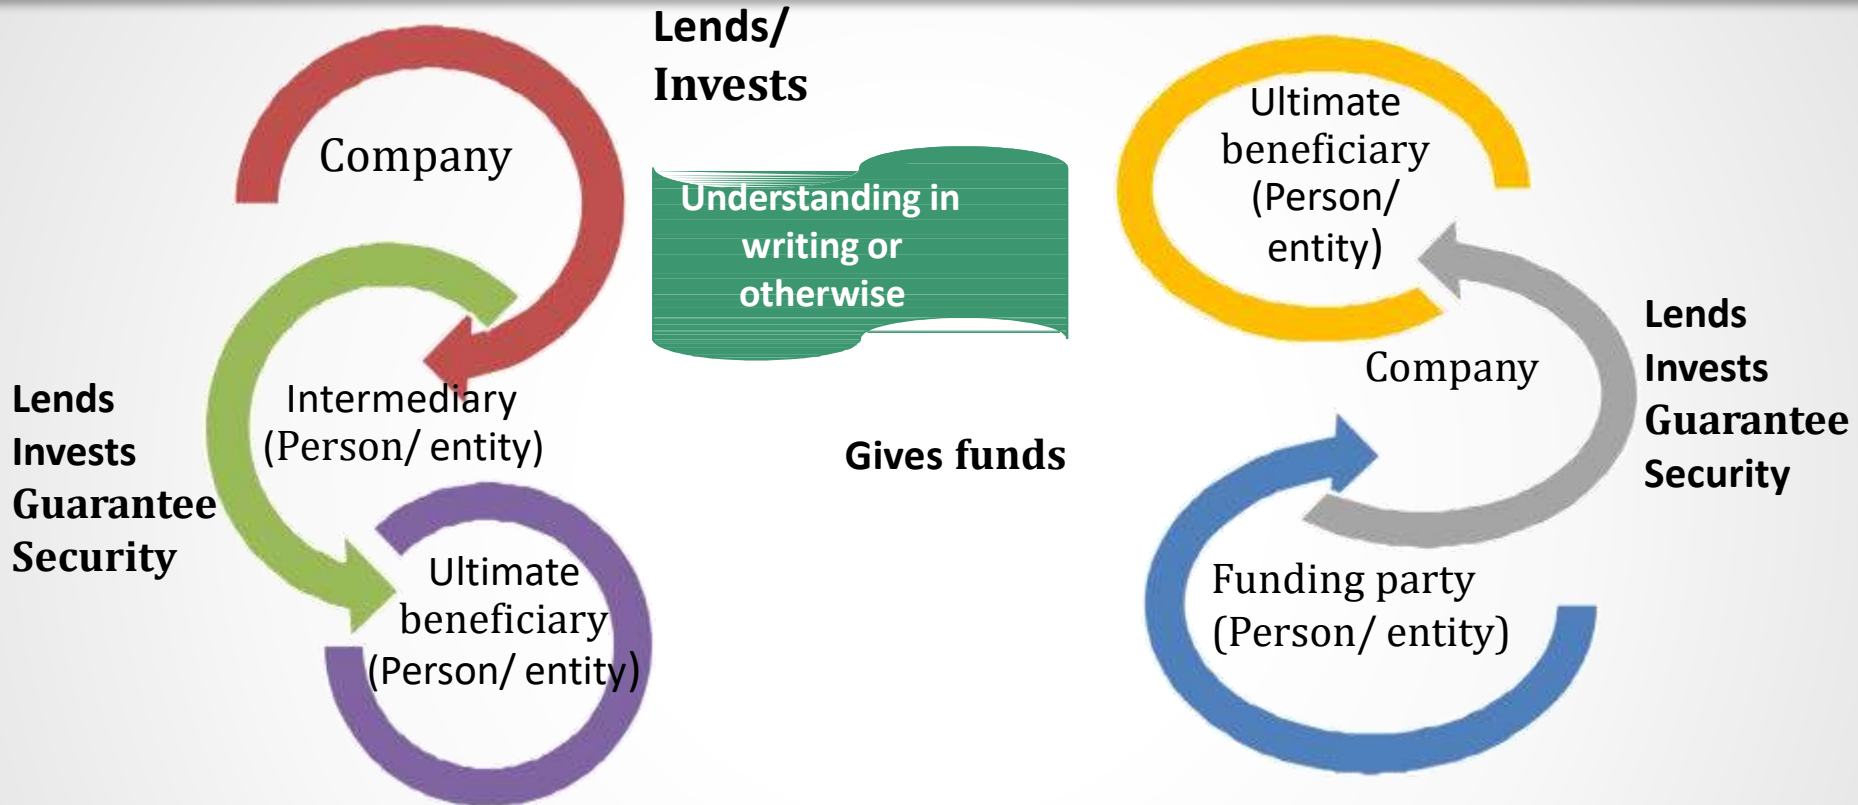 Lends/
Invests
Company
Understanding in
writing or
otherwise
Intermediary
(Person/ entity)
Lends
Invests
Guarantee
Security
Ultimate
beneficiary
(Person/ entity)
Gives funds
Ultimate
beneficiary
(Person/
entity)
Company
Lends
Invests
Guarantee
Security
Funding party
(Person/ entity)